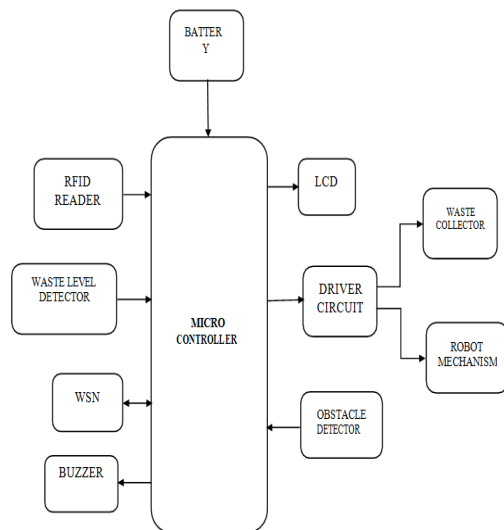 BATTER
Y
RFID
READER
LCD
WASTE
COLLECTOR
WASTE LEVEL
DETECTOR
DRIVER
CIRCUIT
MICRO
CONTROLLER
ROBOT
MECHANISM
WSN
OBSTACLE
DETECTOR
BUZZER